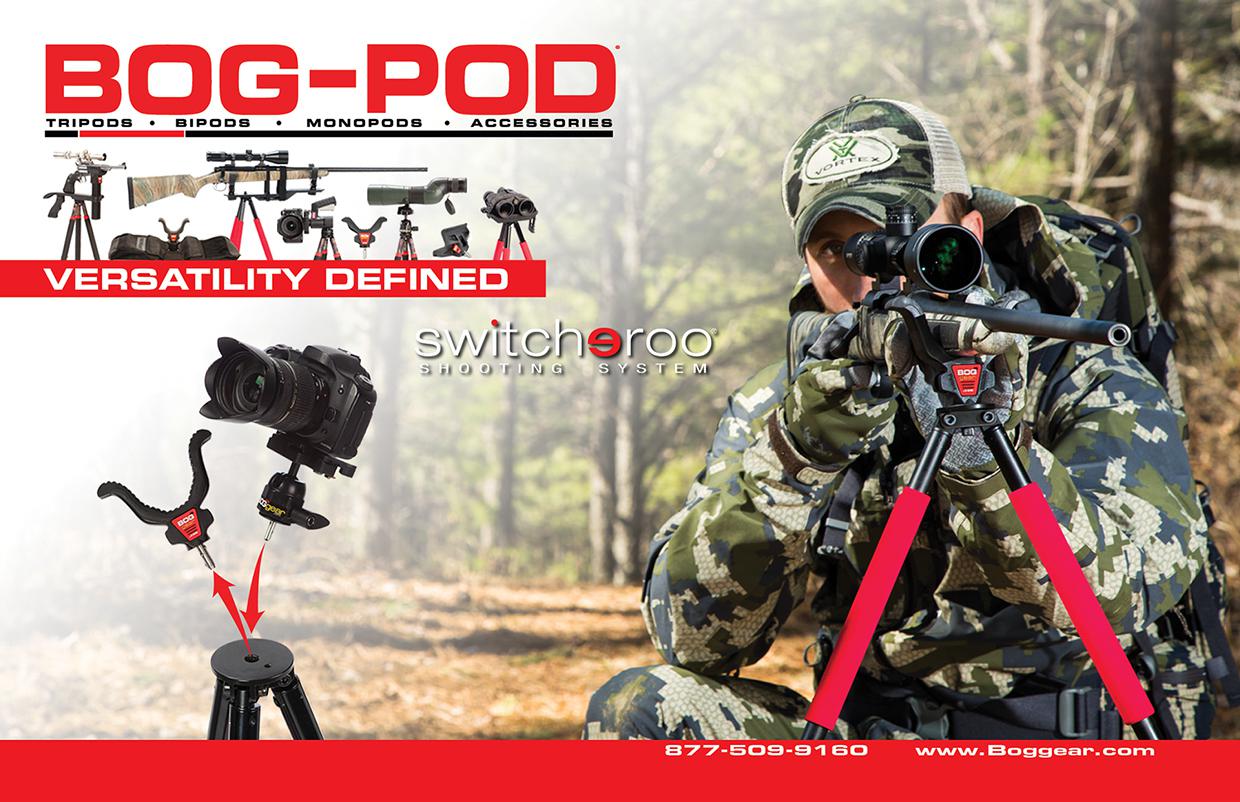 BOG-POD
TRIPODS • BIPODS • MONOPODS • ACCESSORIES
VERSATILITY DEFINED
switcheroo®
SHOOTING SYSTEM
VORTEX
BOG
BOG
gear
877-509-9160 www.Boggear.com